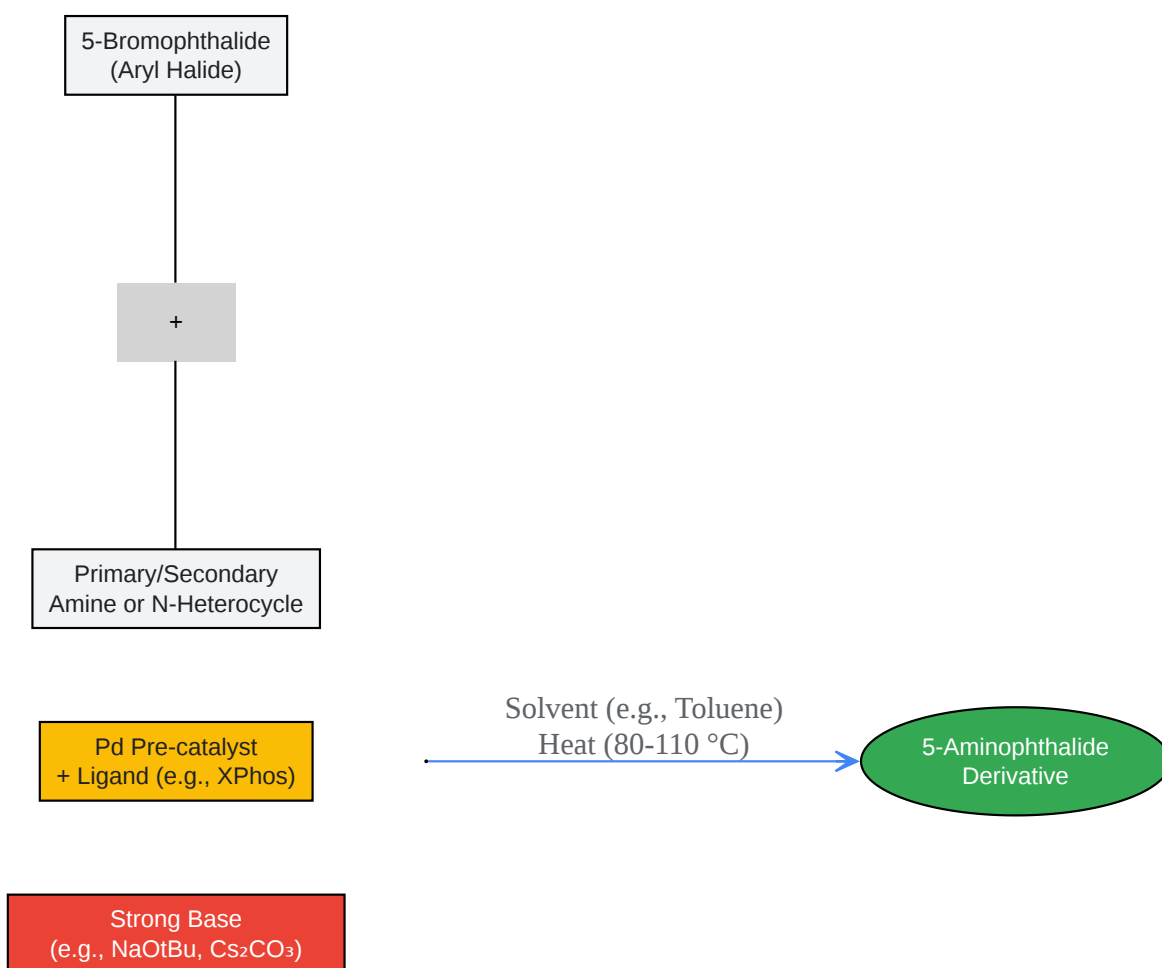 5-Bromophthalide
(Aryl Halide)
+
Primary/Secondary
Amine or N-Heterocycle
Pd Pre-catalyst
+ Ligand (e.g., XPhos)
Solvent (e.g., Toluene)
Heat (80-110 °C)
5-Aminophthalide
Derivative
Strong Base
(e.g., NaOtBu, Cs₂CO₃)